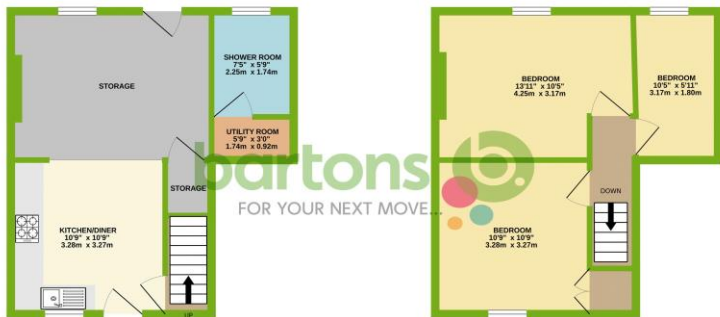 STORAGE
SHOWER ROOM
7'5" x 5'9"
2.25m x 1.74m
UTILITY ROOM
5'9" x 3'0"
1.74m x 0.92m
STORAGE
KITCHEN/DINER
10'9" x 10'9"
3.28m x 3.27m
UP
BEDROOM
13'11" x 10'5"
4.25m x 3.17m
BEDROOM
10'5" x 5'11"
3.17m x 1.80m
BEDROOM
10'9" x 10'9"
3.28m x 3.27m
DOWN
bartons b.
FOR YOUR NEXT MOVE...